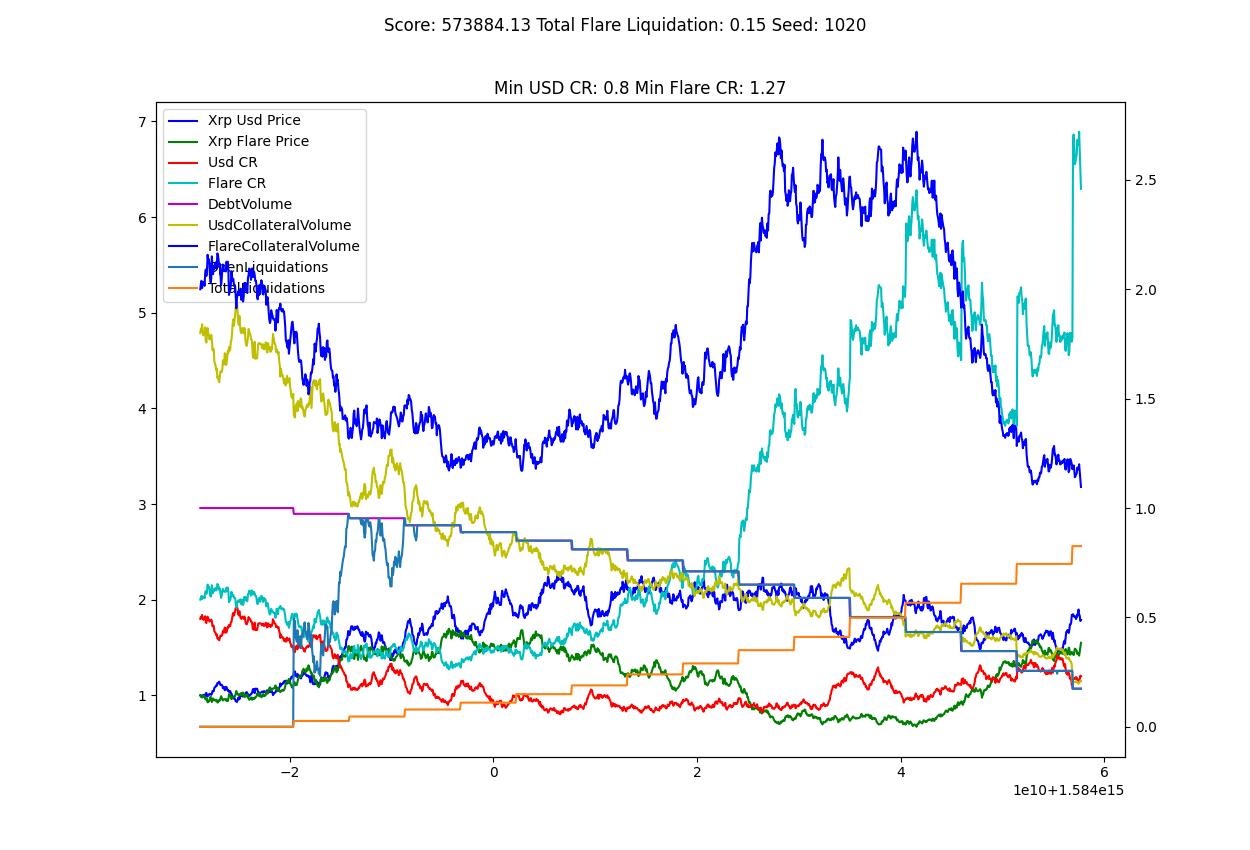 Score: 573884.13 Total Flare Liquidation: 0.15 Seed: 1020
Min USD CR: 0.8 Min Flare CR: 1.27
Xrp Usd Price
Xrp Flare Price
Usd CR
Flare CR
DebtVolume
UsdCollateralVolume
FlareCollateralVolume
OpenLiquidations
TotalLiquidations
7
6
5
4
3
2
1
2.5
2.0
1.5
1.0
0.5
0.0
−2
0
2
4
6
1e10+1.584e15